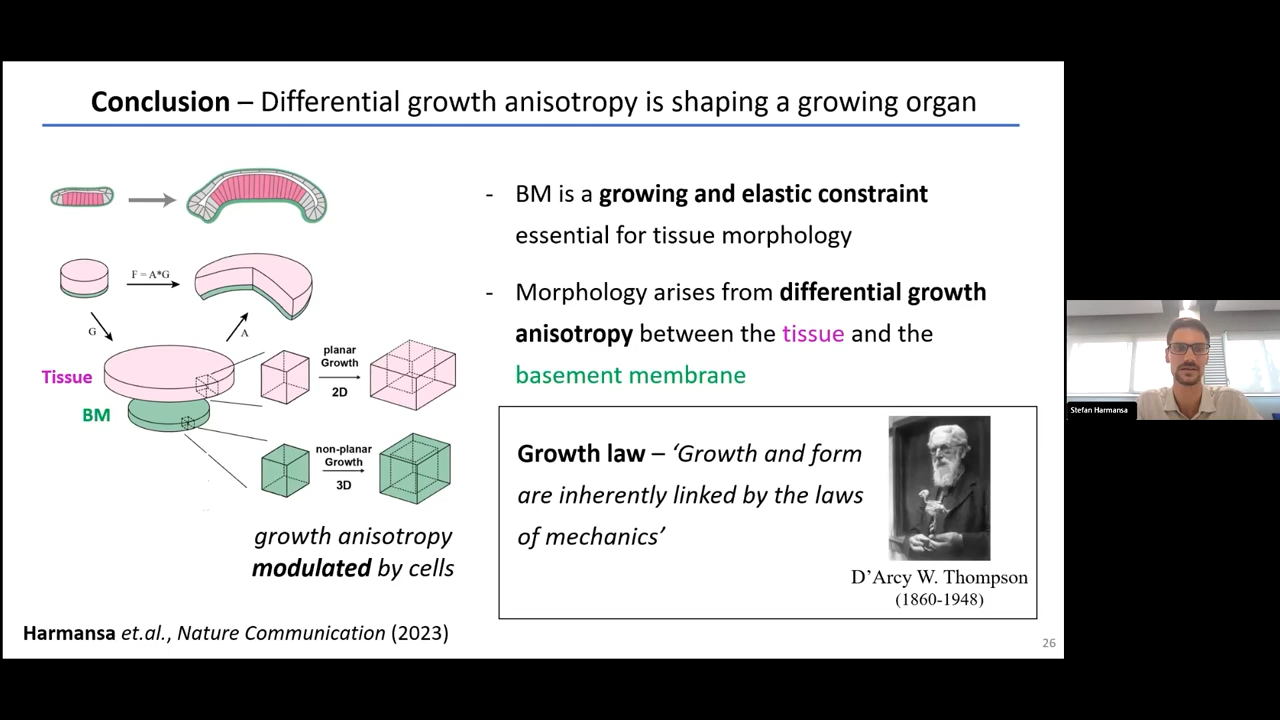 Conclusion – Differential growth anisotropy is shaping a growing organ
F = A*G
G
A
Tissue
BM
planar
Growth
2D
non-planar
Growth
3D
growth anisotropy
modulated by cells
Harmansa et.al., Nature Communication (2023)
- BM is a growing and elastic constraint
essential for tissue morphology
- Morphology arises from differential growth
anisotropy between the tissue and the
basement membrane
Growth law – ‘Growth and form
are inherently linked by the laws
of mechanics’
D’Arcy W. Thompson
(1860-1948)
26
Stefan Harmansa